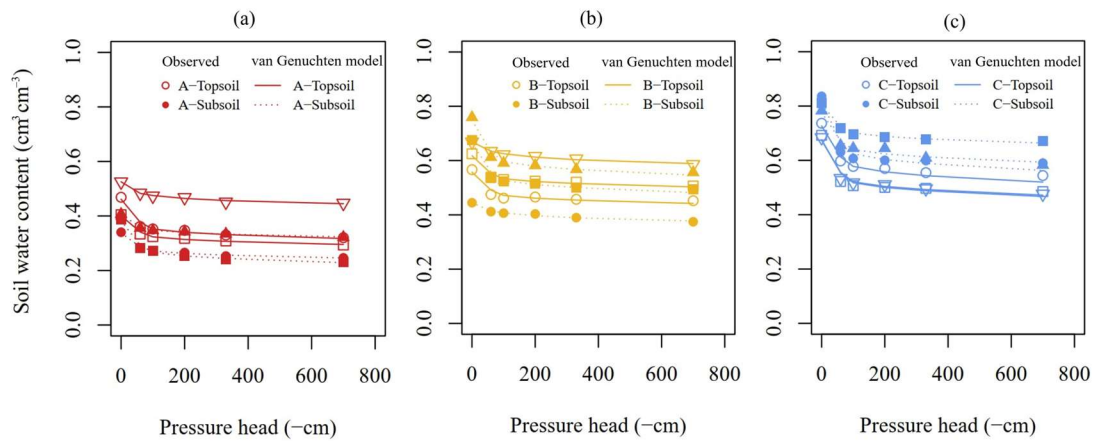 (a)
(b)
(c)
Soil water content (cm³ cm⁻³)
1.0
0.8
0.6
0.4
0.2
0.0
Observed van Genuchten model
A−Topsoil A−Topsoil
A−Subsoil A−Subsoil
0 200 400 600 800
Pressure head (−cm)
1.0
0.8
0.6
0.4
0.2
0.0
Observed van Genuchten model
B−Topsoil B−Topsoil
B−Subsoil B−Subsoil
0 200 400 600 800
Pressure head (−cm)
1.0
0.8
0.6
0.4
0.2
0.0
Observed van Genuchten model
C−Topsoil C−Topsoil
C−Subsoil C−Subsoil
0 200 400 600 800
Pressure head (−cm)